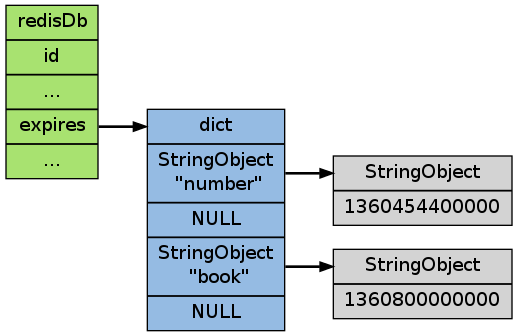 redisDb
id
...
expires
...
dict
StringObject
"number"
NULL
StringObject
"book"
NULL
StringObject
1360454400000
StringObject
1360800000000